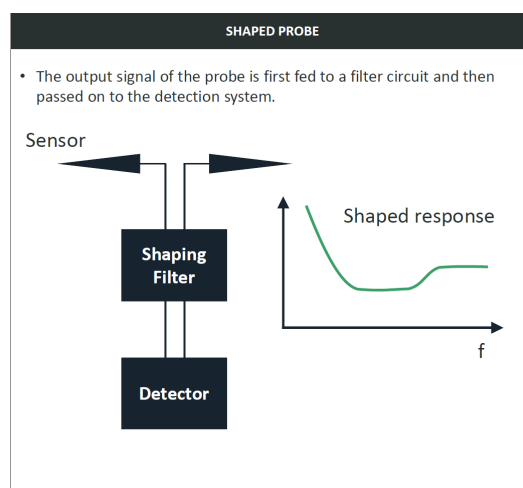 SHAPED PROBE
• The output signal of the probe is first fed to a filter circuit and then
passed on to the detection system.
Sensor
Shaped response
Shaping
Filter
f
Detector